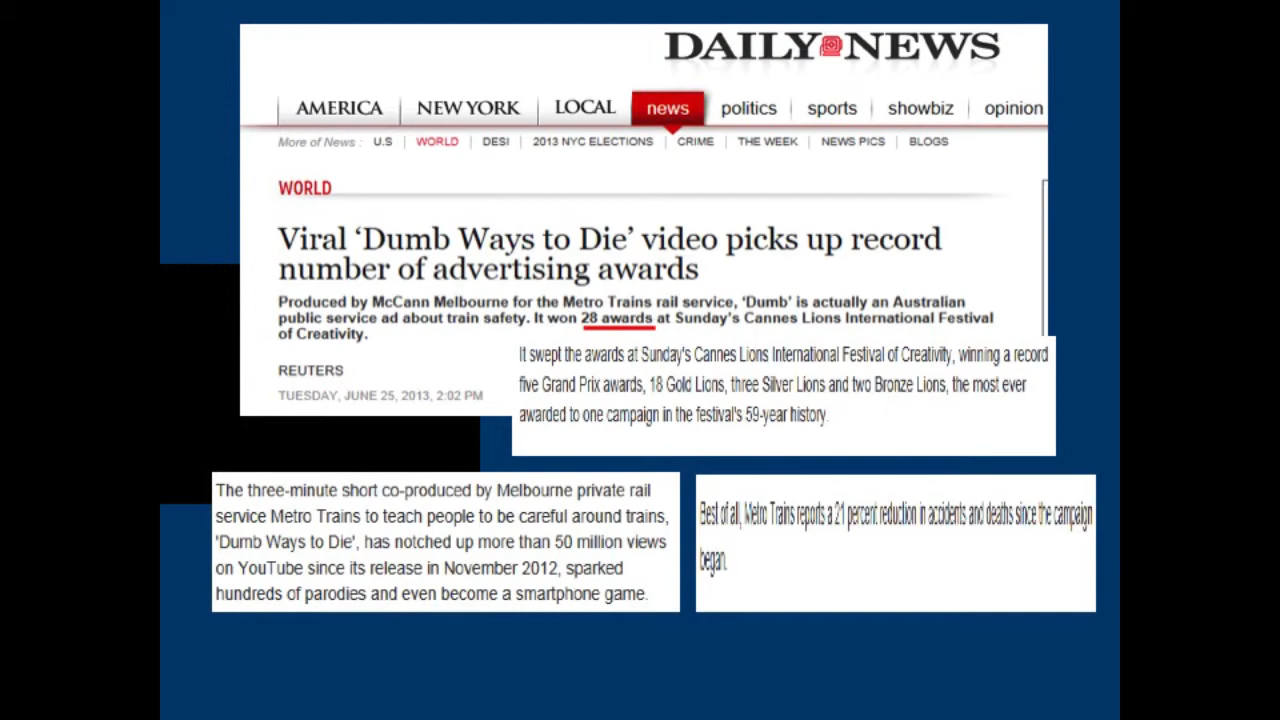 DAILY NEWS
AMERICA NEW YORK LOCAL news politics sports showbiz opinion
More of News : U.S WORLD DESI 2013 NYC ELECTIONS CRIME THE WEEK NEWS PICS BLOGS
WORLD
Viral ‘Dumb Ways to Die’ video picks up record
number of advertising awards
Produced by McCann Melbourne for the Metro Trains rail service, ‘Dumb’ is actually an Australian
public service ad about train safety. It won 28 awards at Sunday’s Cannes Lions International Festival
of Creativity.
REUTERS
TUESDAY, JUNE 25, 2013, 2:02 PM
It swept the awards at Sunday's Cannes Lions International Festival of Creativity, winning a record
five Grand Prix awards, 18 Gold Lions, three Silver Lions and two Bronze Lions, the most ever
awarded to one campaign in the festival's 59-year history.
The three-minute short co-produced by Melbourne private rail
service Metro Trains to teach people to be careful around trains,
'Dumb Ways to Die', has notched up more than 50 million views
on YouTube since its release in November 2012, sparked
hundreds of parodies and even become a smartphone game.
Best of all, Metro Trains reports a 21 percent reduction in accidents and deaths since the campaign
began.